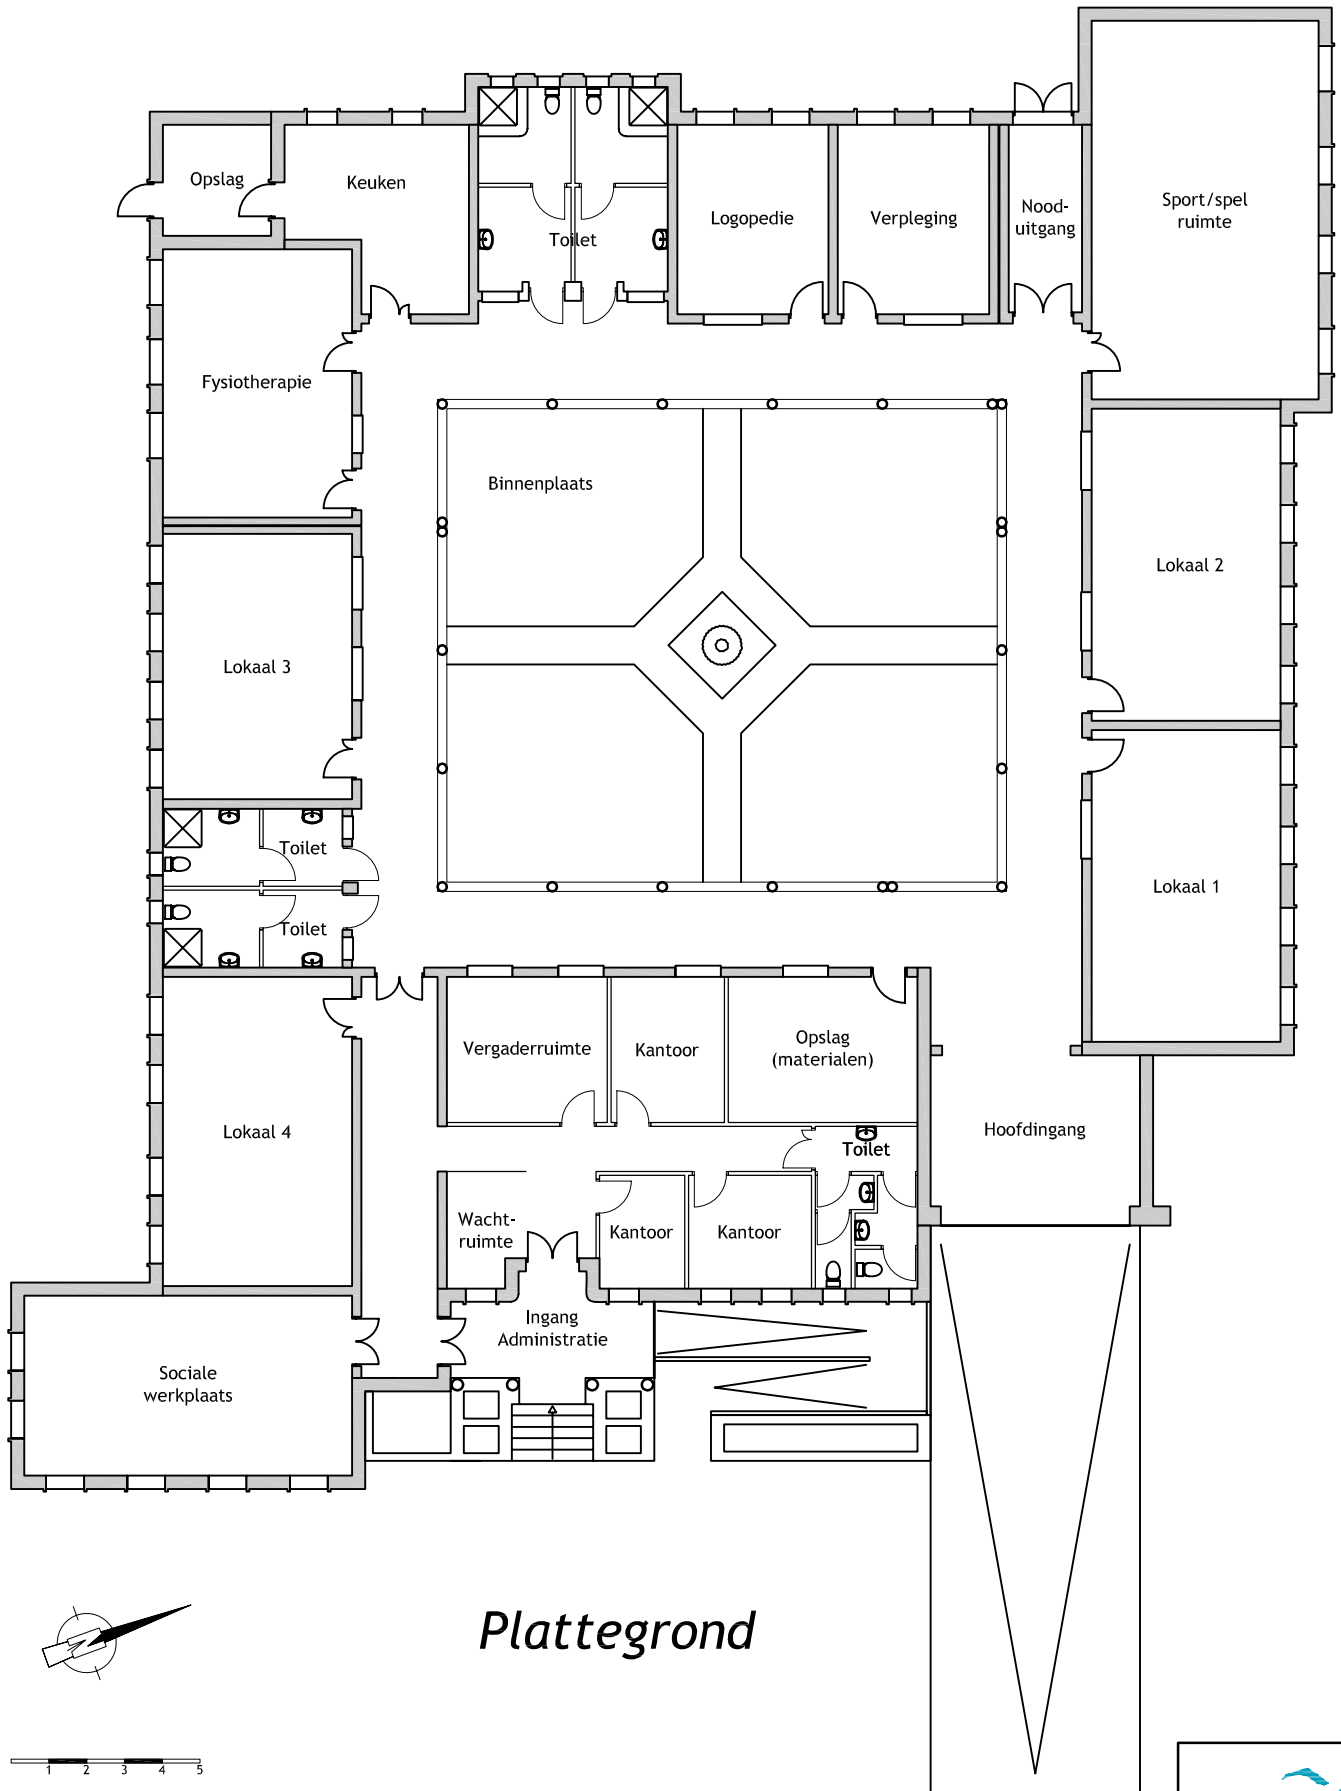 Opslag
Keuken
Toilet
Logopedie
Verpleging
Nood-
uitgang
Sport/spel
ruimte
Fysiotherapie
Binnenplaats
Lokaal 2
Lokaal 3
Toilet
Lokaal 1
Toilet
Vergaderruimte
Kantoor
Opslag
(materialen)
Lokaal 4
Hoofdingang
Toilet
Wacht-
ruimte
Kantoor
Kantoor
Ingang
Administratie
Sociale
werkplaats
Plattegrond
1 2 3 4 5